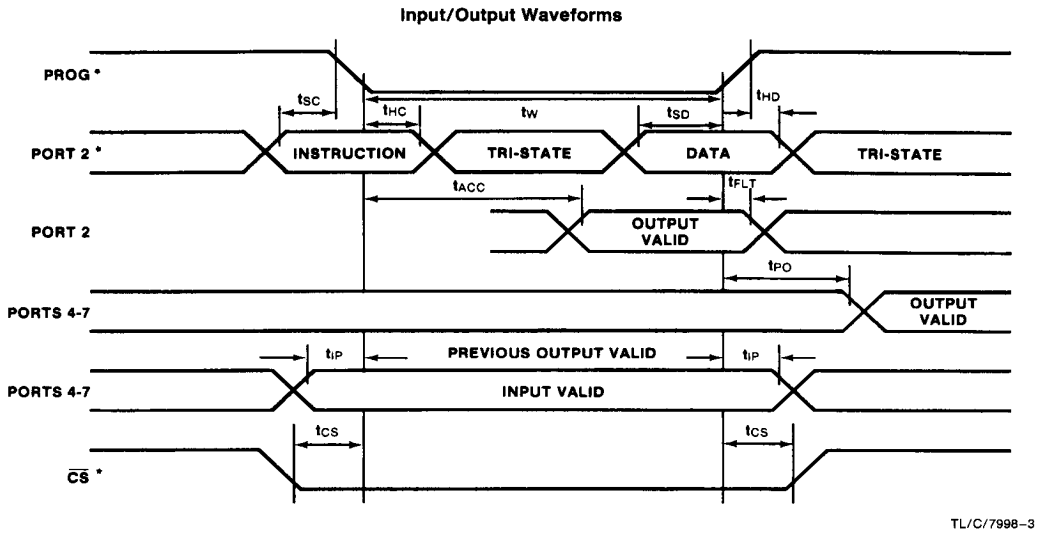 Input/Output Waveforms
PROG *
tSC
tHC
tW
tSD
tHD
PORT 2 *
INSTRUCTION
TRI-STATE
DATA
TRI-STATE
tACC
tFLT
PORT 2
OUTPUT
VALID
tPO
PORTS 4-7
OUTPUT
VALID
tIP
PREVIOUS OUTPUT VALID
tIP
PORTS 4-7
INPUT VALID
tCS
tCS
CS *
TL/C/7998-3